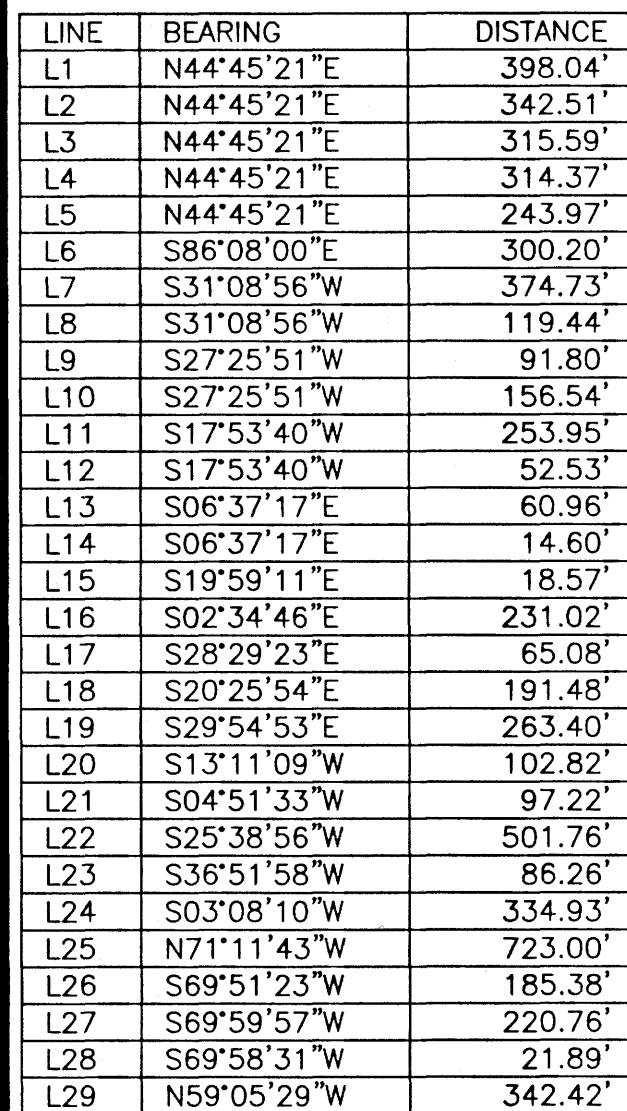 LINE BEARING DISTANCE
L1 N44°45'21"E 398.04'
L2 N44°45'21"E 342.51'
L3 N44°45'21"E 315.59'
L4 N44°45'21"E 314.37'
L5 N44°45'21"E 243.97'
L6 S86°08'00"E 300.20'
L7 S31°08'56"W 374.73'
L8 S31°08'56"W 119.44'
L9 S27°25'51"W 91.80'
L10 S27°25'51"W 156.54'
L11 S17°53'40"W 253.95'
L12 S17°53'40"W 52.53'
L13 S06°37'17"E 60.96'
L14 S06°37'17"E 14.60'
L15 S19°59'11"E 18.57'
L16 S02°34'46"E 231.02'
L17 S28°29'23"E 65.08'
L18 S20°25'54"E 191.48'
L19 S29°54'53"E 263.40'
L20 S13°11'09"W 102.82'
L21 S04°51'33"W 97.22'
L22 S25°38'56"W 501.76'
L23 S36°51'58"W 86.26'
L24 S03°08'10"W 334.93'
L25 N71°11'43"W 723.00'
L26 S69°51'23"W 185.38'
L27 S69°59'57"W 220.76'
L28 S69°58'31"W 21.89'
L29 N59°05'29"W 342.42'